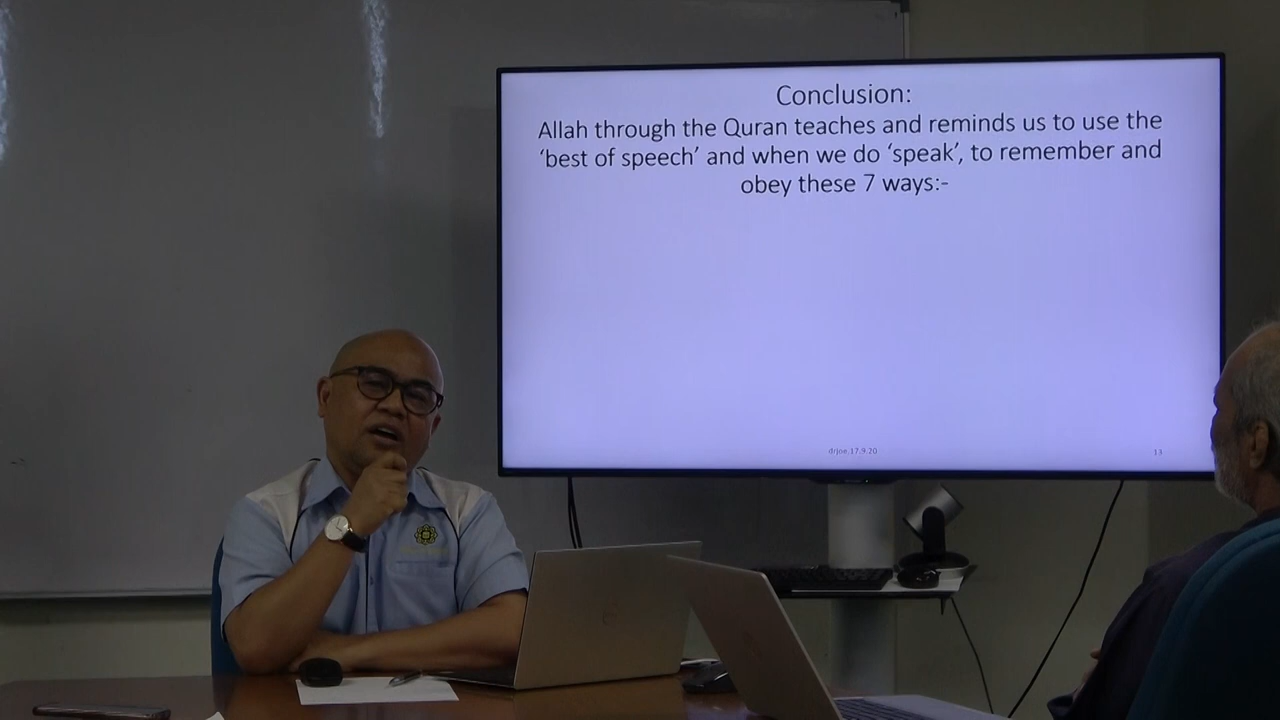 Conclusion:
Allah through the Quran teaches and reminds us to use the
‘best of speech’ and when we do ‘speak’, to remember and
obey these 7 ways:-
drjoe.17.9.20
13